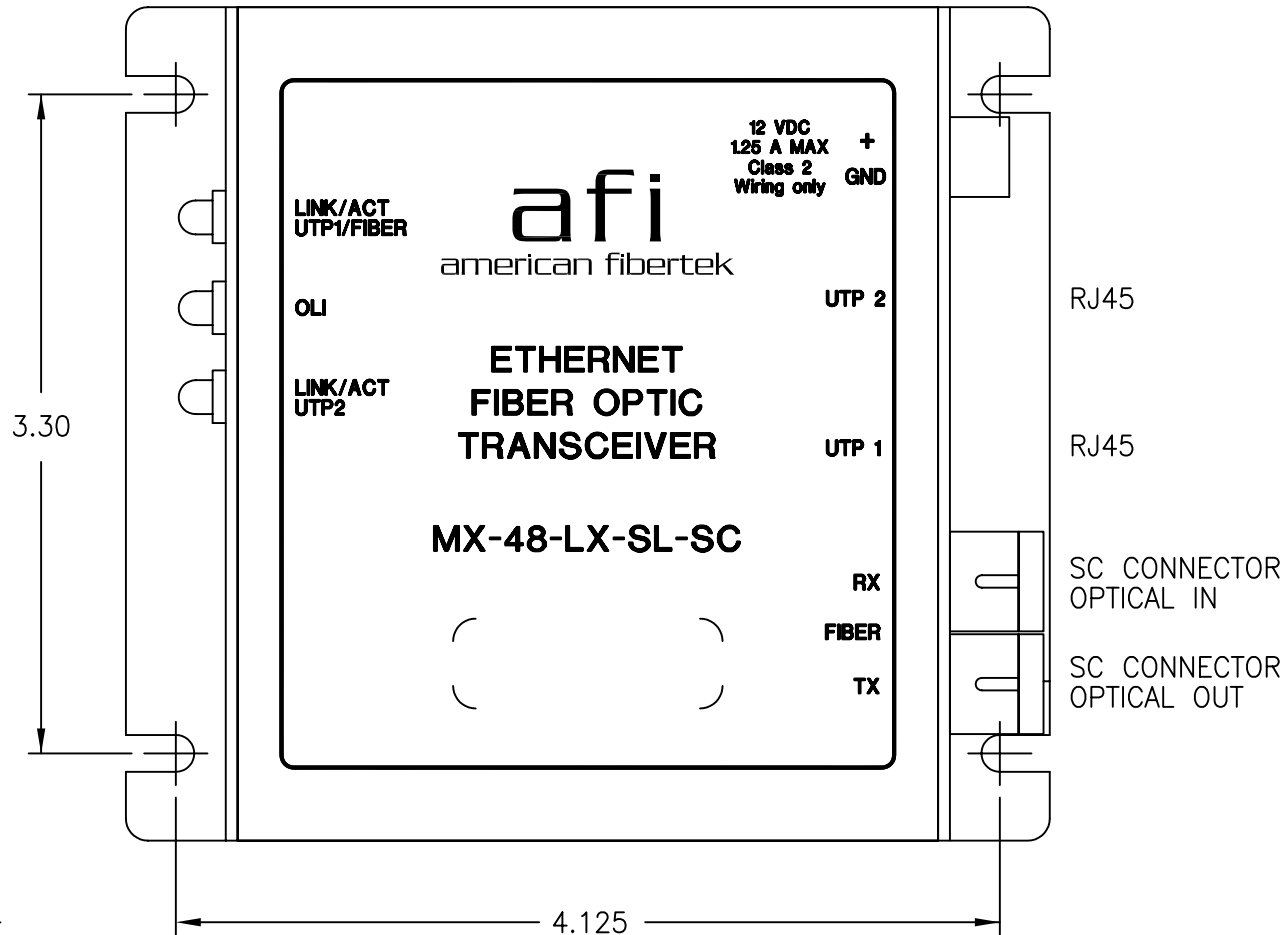 12 VDC
1.25 A MAX
Class 2
Wiring only
+
GND
LINK/ACT
UTP1/FIBER
afi
american fibertek
OLI
UTP 2
RJ45
ETHERNET
FIBER OPTIC
TRANSCEIVER
LINK/ACT
UTP2
3.30
UTP 1
RJ45
MX-48-LX-SL-SC
RX
SC CONNECTOR
OPTICAL IN
FIBER
TX
SC CONNECTOR
OPTICAL OUT
4.125